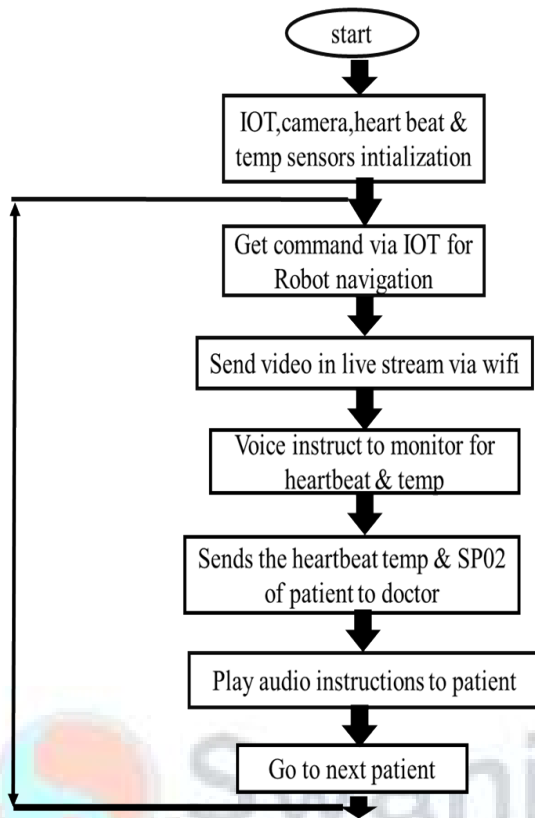 start
IOT,camera,heart beat &
temp sensors intialization
Get command via IOT for
Robot navigation
Send video in live stream via wifi
Voice instruct to monitor for
heartbeat & temp
Sends the heartbeat temp & SP02
of patient to doctor
Play audio instructions to patient
Go to next patient